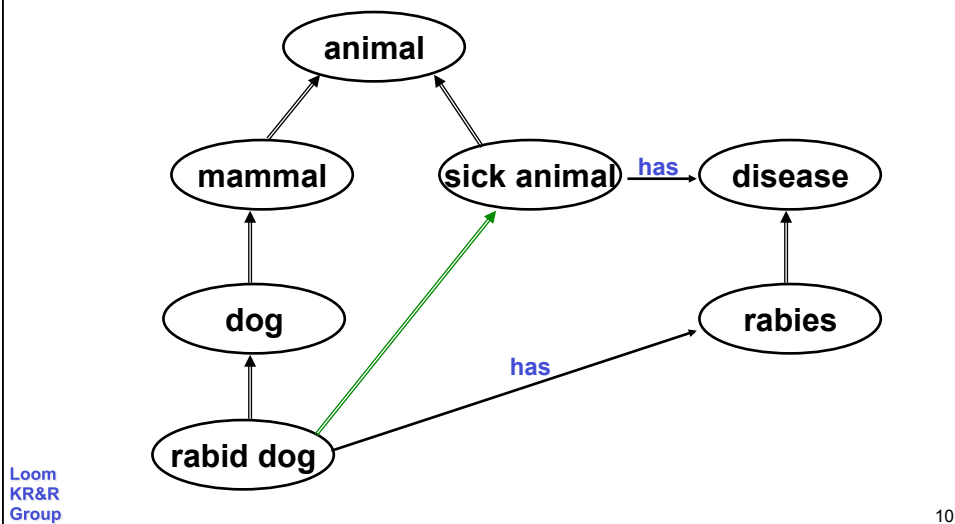 animal
mammal
sick animal
has
disease
dog
rabies
has
rabid dog
Loom
KR&R
Group
10